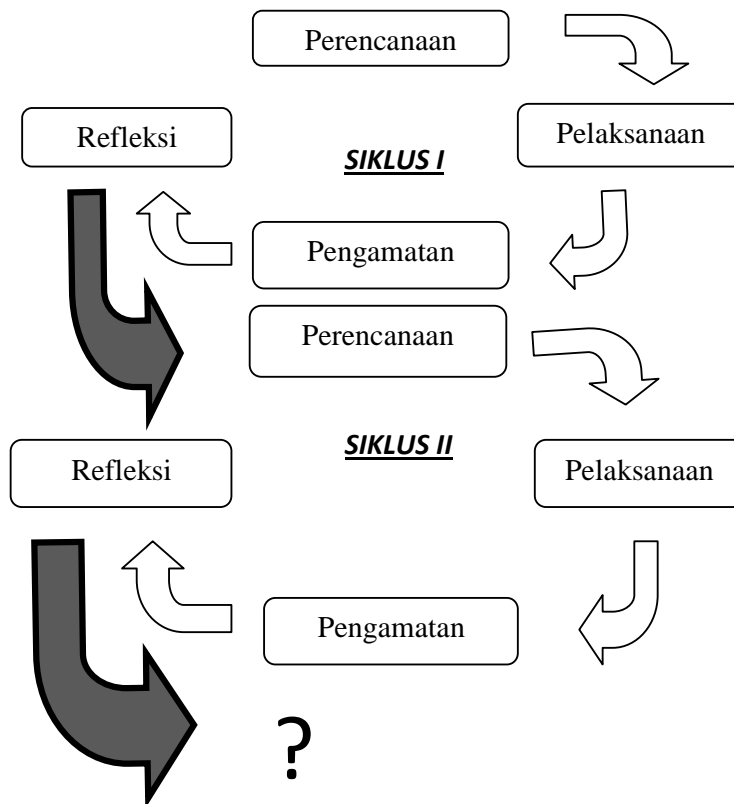 Perencanaan
Refleksi
SIKLUS I
Pelaksanaan
Pengamatan
Perencanaan
Refleksi
SIKLUS II
Pelaksanaan
Pengamatan
?